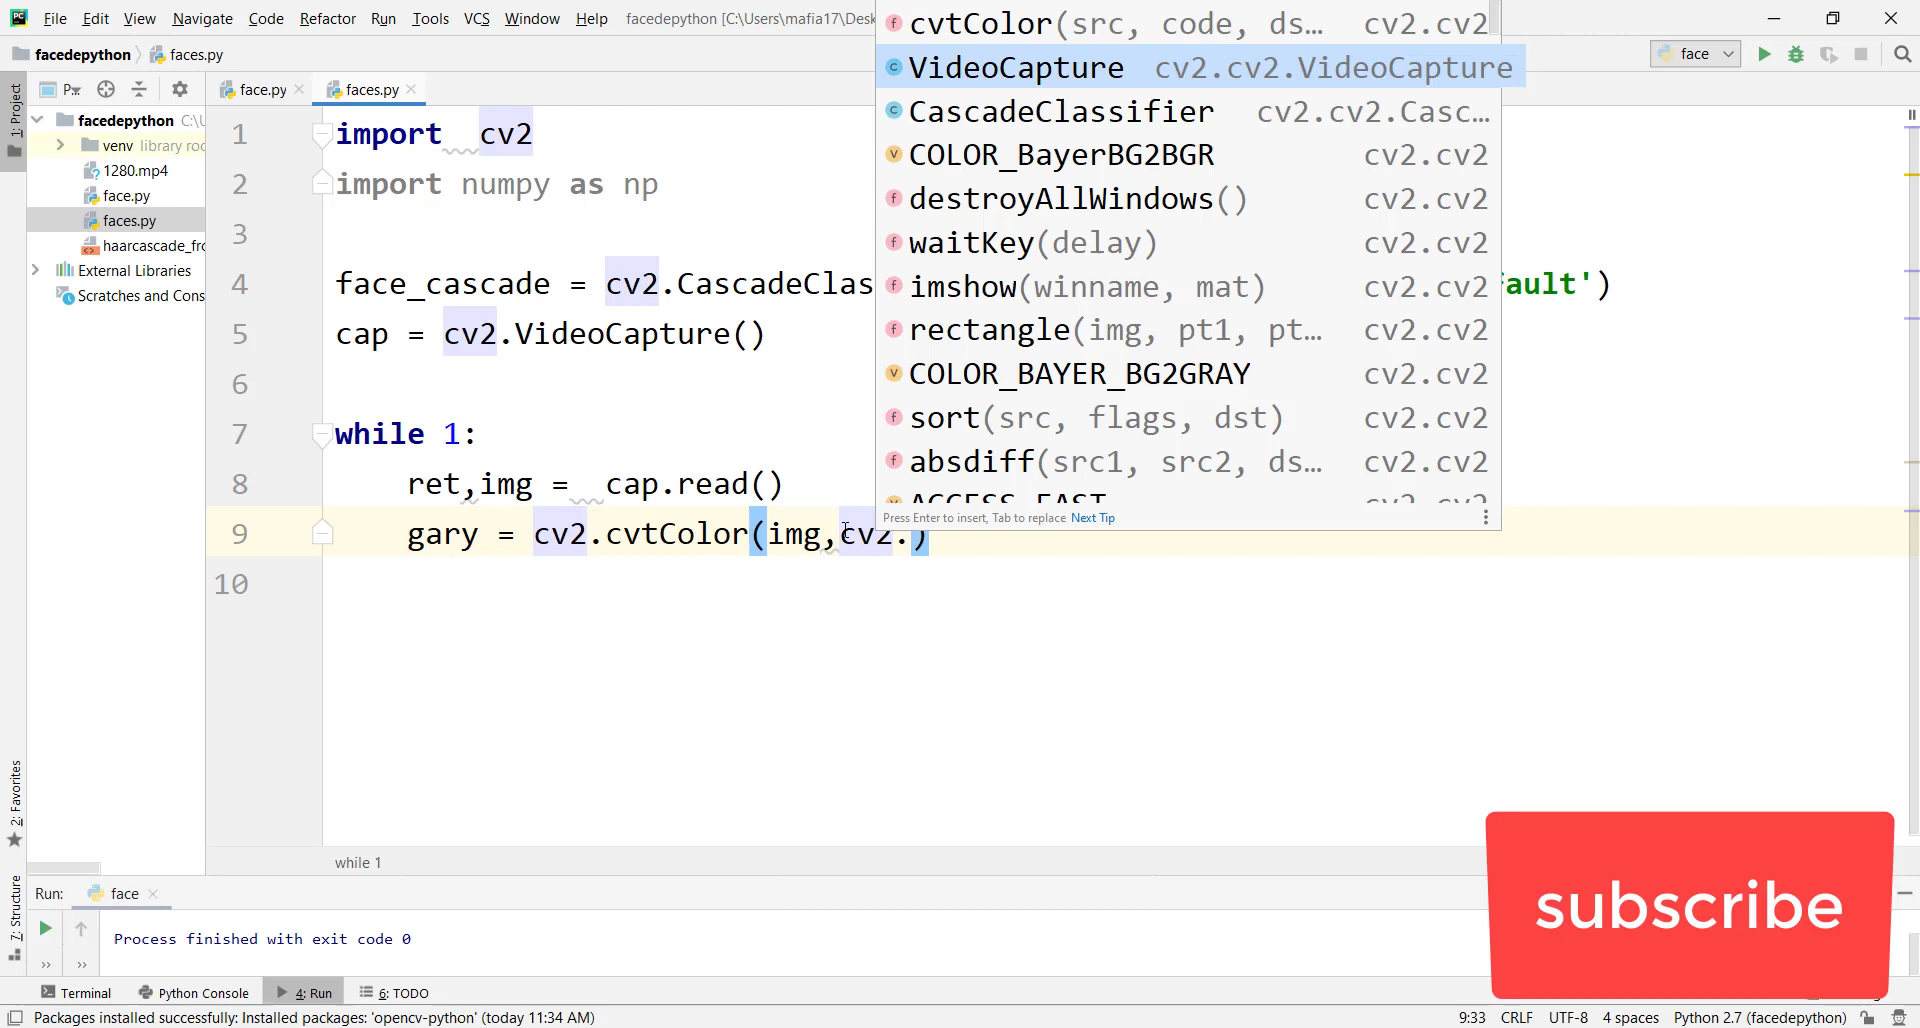 File Edit View Navigate Code Refactor Run Tools VCS Window Help facedepython [C:\Users\mafia17\Desk
facedepython faces.py face
1: Project P... face.py faces.py
facedepython C:\U
venv library roo
1280.mp4
face.py
faces.py
haarcascade_fro
External Libraries
Scratches and Cons
2: Favorites
7: Structure
1 import cv2
2 import numpy as np
3
4 face_cascade = cv2.CascadeClas ault')
5 cap = cv2.VideoCapture()
6
7 while 1:
8 ret,img = cap.read()
9 gary = cv2.cvtColor(img,cv2.)
10
cvtColor(src, code, ds... cv2.cv2
VideoCapture cv2.cv2.VideoCapture
CascadeClassifier cv2.cv2.Casc...
COLOR_BayerBG2BGR cv2.cv2
destroyAllWindows() cv2.cv2
waitKey(delay) cv2.cv2
imshow(winname, mat) cv2.cv2
rectangle(img, pt1, pt... cv2.cv2
COLOR_BAYER_BG2GRAY cv2.cv2
sort(src, flags, dst) cv2.cv2
absdiff(src1, src2, ds... cv2.cv2
ACCESS_FAST cv2.cv2
Press Enter to insert, Tab to replace Next Tip
while 1
Run: face
Process finished with exit code 0
subscribe
Terminal Python Console 4: Run 6: TODO
Packages installed successfully: Installed packages: 'opencv-python' (today 11:34 AM) 9:33 CRLF UTF-8 4 spaces Python 2.7 (facedepython)